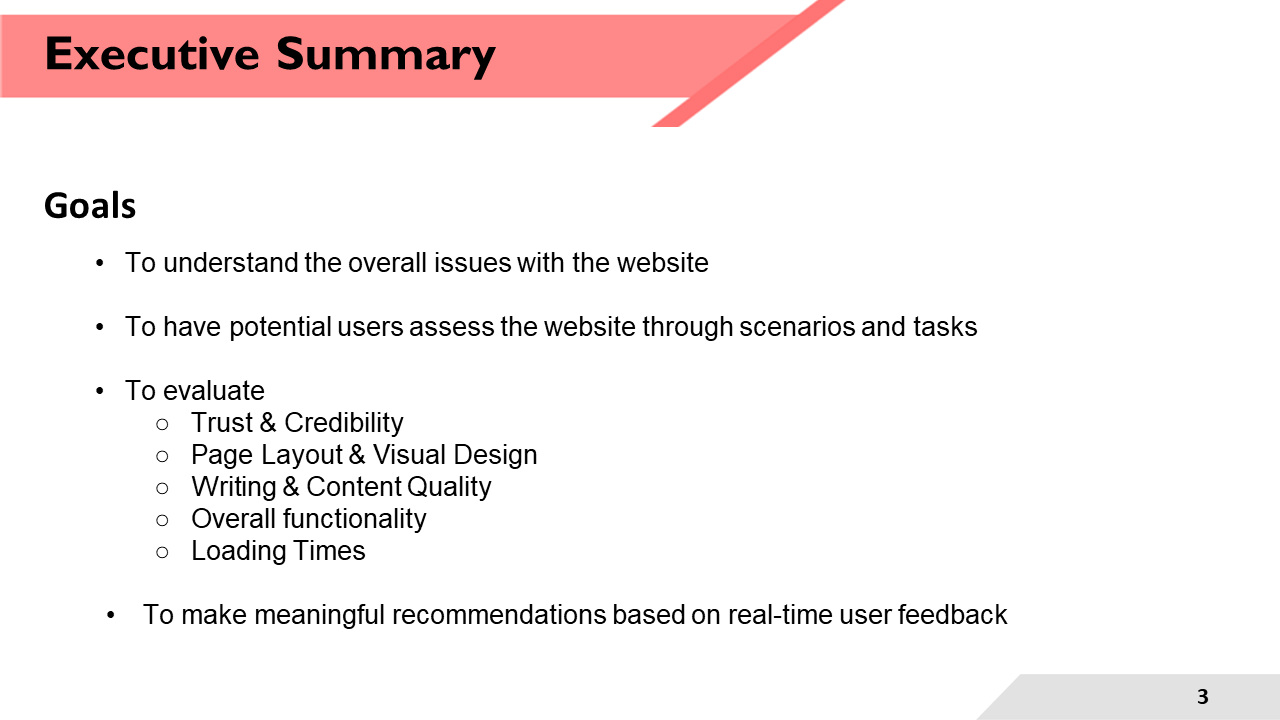 Executive Summary
Goals
• To understand the overall issues with the website
• To have potential users assess the website through scenarios and tasks
• To evaluate
○ Trust & Credibility
○ Page Layout & Visual Design
○ Writing & Content Quality
○ Overall functionality
○ Loading Times
• To make meaningful recommendations based on real-time user feedback
3